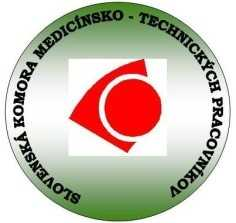 SLOVENSKÁ KOMORA MEDICÍNSKO - TECHNICKÝCH PRACOVNÍKOV